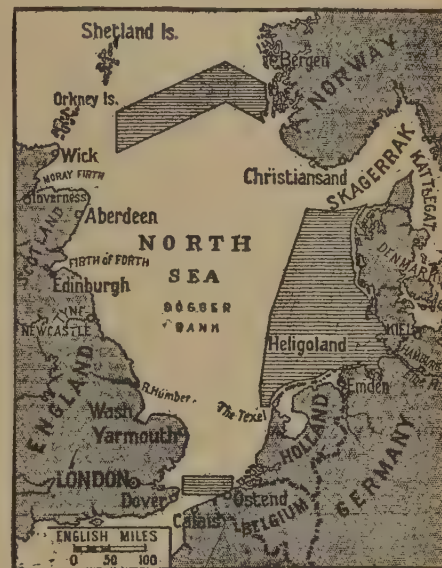 Shetland Is.
Bergen
NORWAY
Orkney Is.
Wick
MORAY FIRTH
Christiansand
SKAGERRAK
KATTEGAT
Aberdeen
SCOTLAND
NORTH
SEA
FIRTH OF FORTH
Edinburgh
DENMARK
DOGGER
BANK
TYNE
NEWCASTLE
Heligoland
KIEL
ENGLAND
R. Humber
The Texel
Emden
Wash
Yarmouth
HOLLAND
GERMANY
LONDON
Dover
Ostend
Calais
BELGIUM
ENGLISH MILES
0 50 100